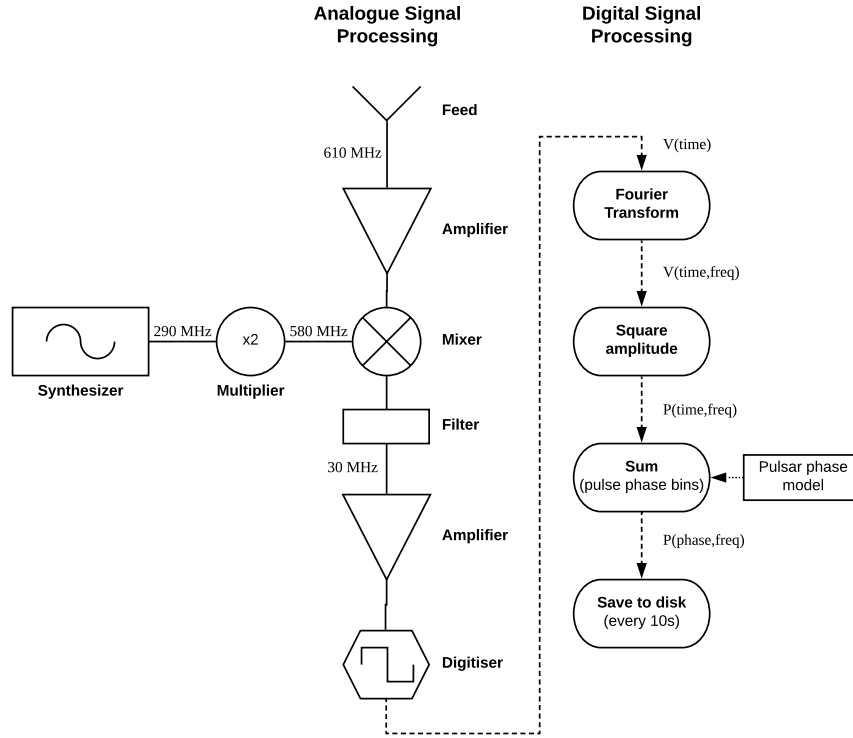 Analogue Signal
Processing
Digital Signal
Processing
Feed
610 MHz
Amplifier
290 MHz
x2
580 MHz
Mixer
Synthesizer
Multiplier
Filter
30 MHz
Amplifier
Digitiser
V(time)
Fourier
Transform
V(time,freq)
Square
amplitude
P(time,freq)
Sum
(pulse phase bins)
Pulsar phase
model
P(phase,freq)
Save to disk
(every 10s)